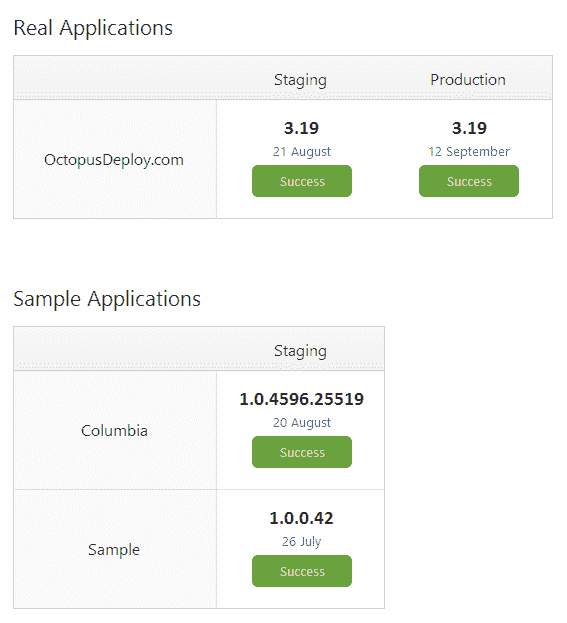 Real Applications
Staging Production
OctopusDeploy.com
3.19 3.19
21 August 12 September
Success Success
Sample Applications
Staging
Columbia
1.0.4596.25519
20 August
Success
Sample
1.0.0.42
26 July
Success